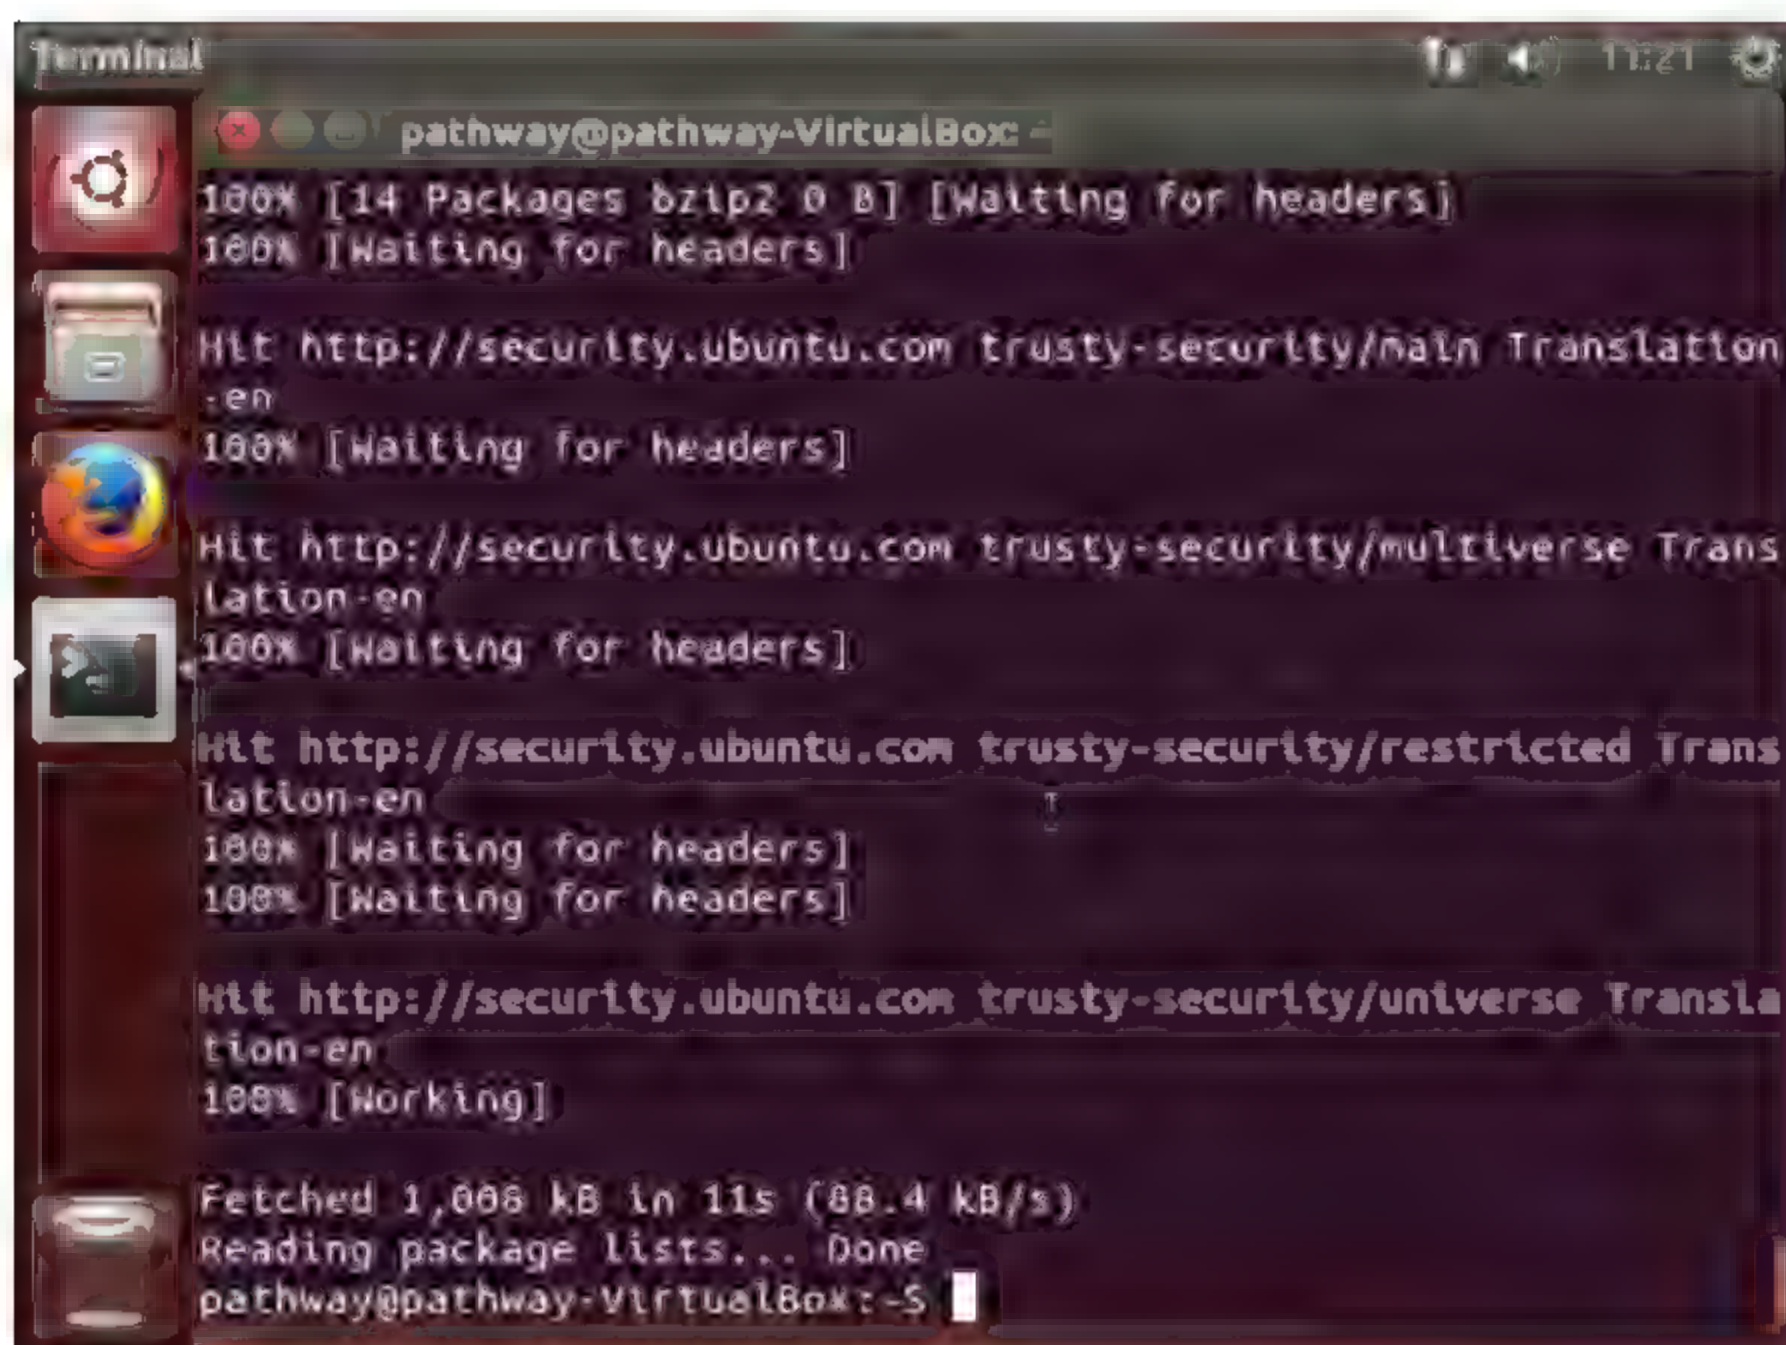 Terminal
11:21
pathway@pathway-VirtualBox: ~
100% [14 Packages bzip2 0 B] [Waiting for headers]
100% [Waiting for headers]
Hit http://security.ubuntu.com trusty-security/main Translation
-en
100% [Waiting for headers]
Hit http://security.ubuntu.com trusty-security/multiverse Trans
lation-en
100% [Waiting for headers]
Hit http://security.ubuntu.com trusty-security/restricted Trans
lation-en
100% [Waiting for headers]
100% [Waiting for headers]
Hit http://security.ubuntu.com trusty-security/universe Transla
tion-en
100% [Working]
Fetched 1,008 kB in 11s (88.4 kB/s)
Reading package lists... Done
pathway@pathway-VirtualBox:~$